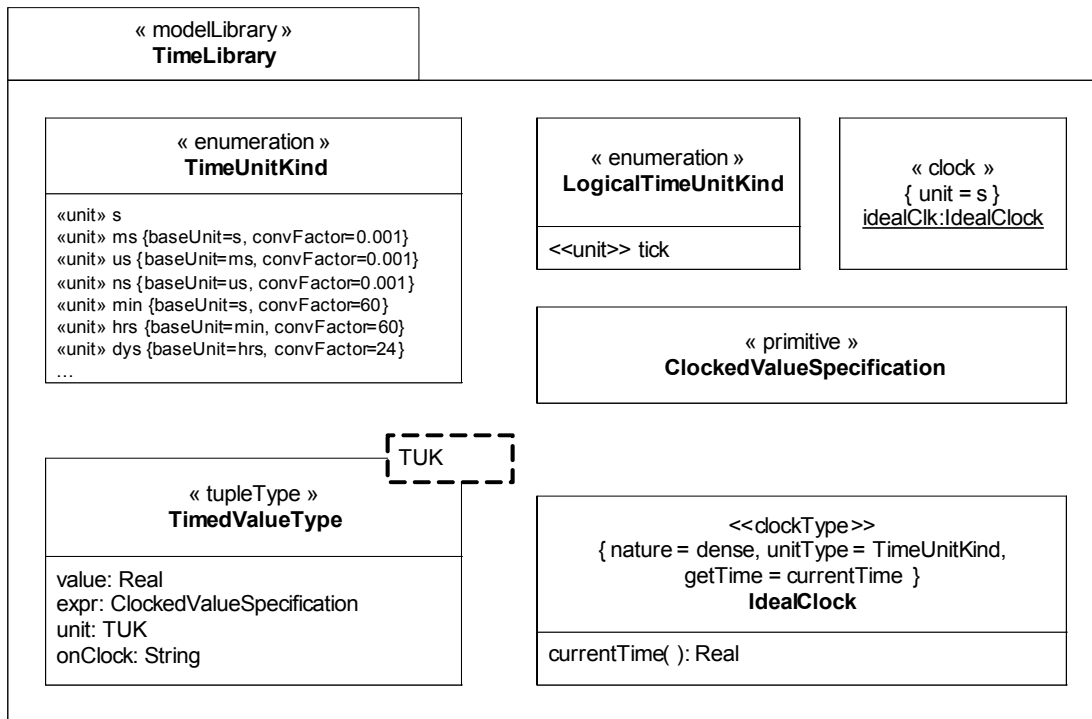 « modelLibrary »
TimeLibrary
« enumeration »
TimeUnitKind
«unit» s
«unit» ms {baseUnit=s, convFactor=0.001}
«unit» us {baseUnit=ms, convFactor=0.001}
«unit» ns {baseUnit=us, convFactor=0.001}
«unit» min {baseUnit=s, convFactor=60}
«unit» hrs {baseUnit=min, convFactor=60}
«unit» dys {baseUnit=hrs, convFactor=24}
...
« enumeration »
LogicalTimeUnitKind
<<unit>> tick
« clock »
{ unit = s }
idealClk:IdealClock
« primitive »
ClockedValueSpecification
TUK
« tupleType »
TimedValueType
value: Real
expr: ClockedValueSpecification
unit: TUK
onClock: String
<<clockType>>
{ nature = dense, unitType = TimeUnitKind,
getTime = currentTime }
IdealClock
currentTime( ): Real